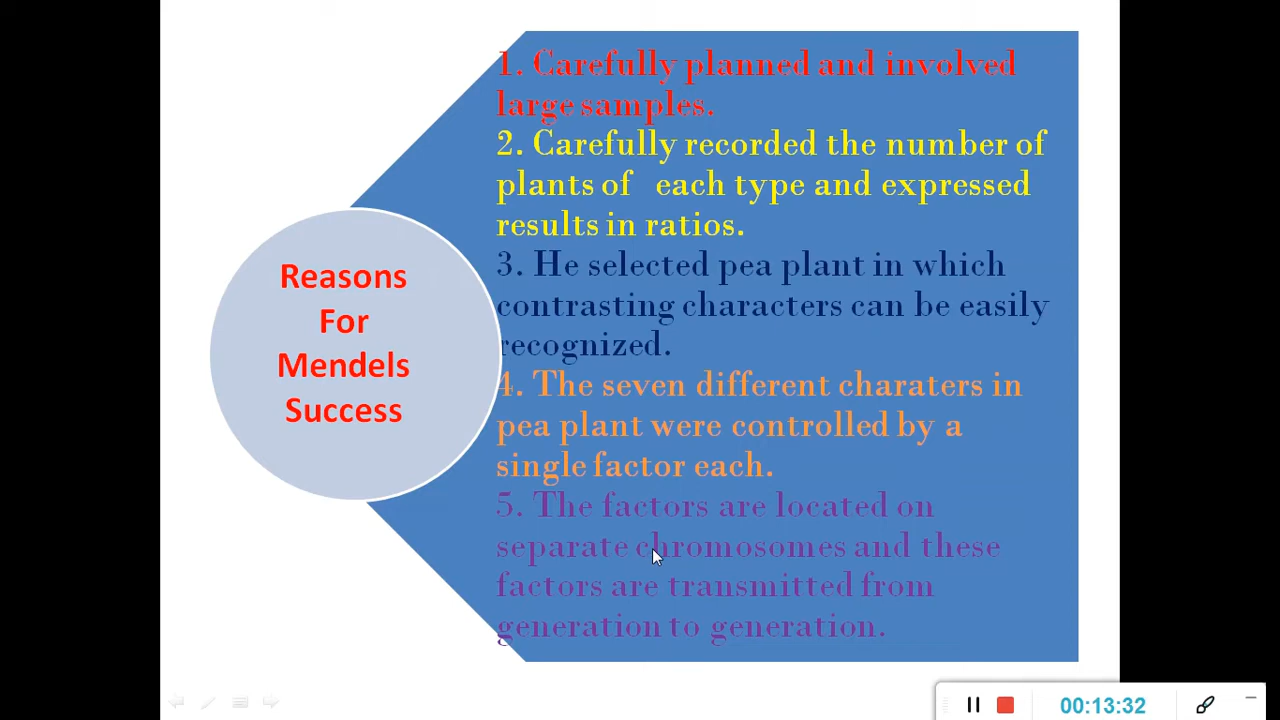 1. Carefully planned and involved
large samples.
2. Carefully recorded the number of
plants of each type and expressed
results in ratios.
3. He selected pea plant in which
contrasting characters can be easily
recognized.
4. The seven different charaters in
pea plant were controlled by a
single factor each.
5. The factors are located on
separate chromosomes and these
factors are transmitted from
generation to generation.
Reasons
For
Mendels
Success
00:13:32